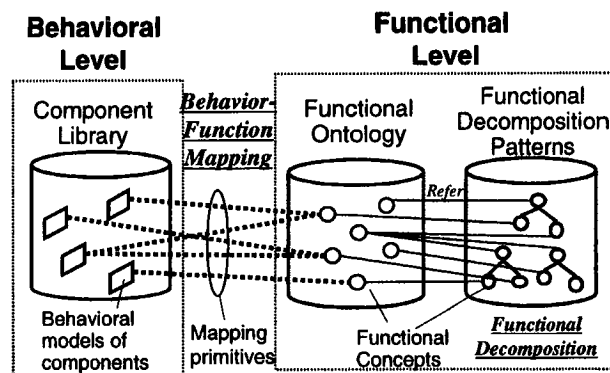 Behavioral
Level
Functional
Level
Component
Library
Behavior-
Function
Mapping
Functional
Ontology
Functional
Decomposition
Patterns
Refer
Behavioral
models of
components
Mapping
primitives
Functional
Concepts
Functional
Decomposition